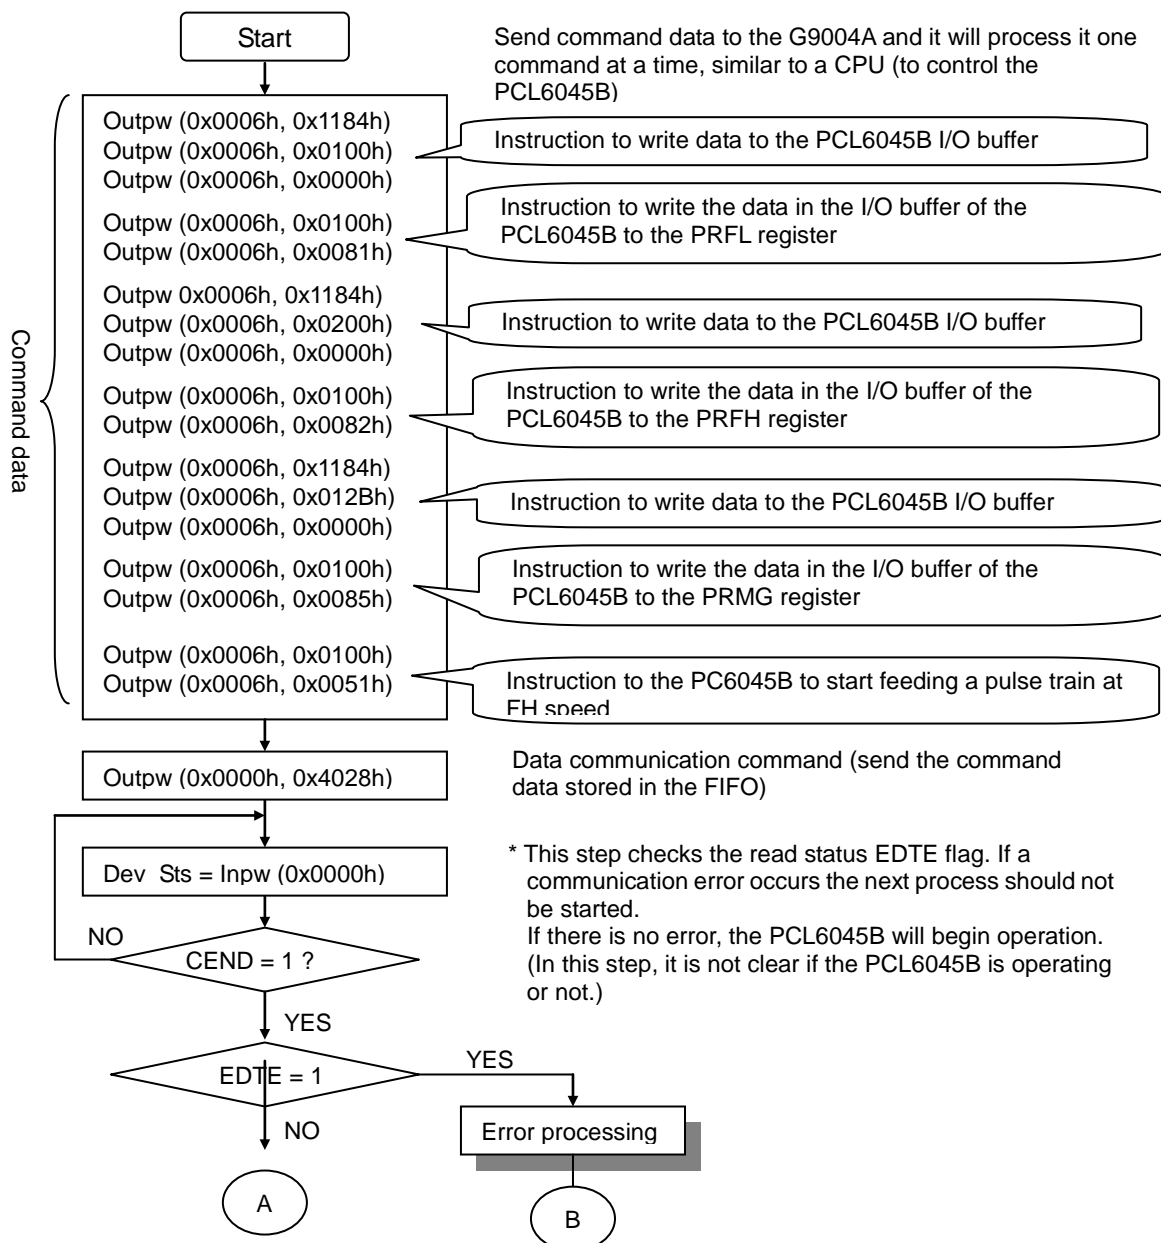 Start
Send command data to the G9004A and it will process it one
command at a time, similar to a CPU (to control the
PCL6045B)
Command data
Outpw (0x0006h, 0x1184h)
Outpw (0x0006h, 0x0100h)
Outpw (0x0006h, 0x0000h)
Instruction to write data to the PCL6045B I/O buffer
Outpw (0x0006h, 0x0100h)
Outpw (0x0006h, 0x0081h)
Instruction to write the data in the I/O buffer of the
PCL6045B to the PRFL register
Outpw 0x0006h, 0x1184h)
Outpw (0x0006h, 0x0200h)
Outpw (0x0006h, 0x0000h)
Instruction to write data to the PCL6045B I/O buffer
Outpw (0x0006h, 0x0100h)
Outpw (0x0006h, 0x0082h)
Instruction to write the data in the I/O buffer of the
PCL6045B to the PRFH register
Outpw (0x0006h, 0x1184h)
Outpw (0x0006h, 0x012Bh)
Outpw (0x0006h, 0x0000h)
Instruction to write data to the PCL6045B I/O buffer
Outpw (0x0006h, 0x0100h)
Outpw (0x0006h, 0x0085h)
Instruction to write the data in the I/O buffer of the
PCL6045B to the PRMG register
Outpw (0x0006h, 0x0100h)
Outpw (0x0006h, 0x0051h)
Instruction to the PC6045B to start feeding a pulse train at
FH speed
Outpw (0x0000h, 0x4028h)
Data communication command (send the command
data stored in the FIFO)
Dev Sts = Inpw (0x0000h)
* This step checks the read status EDTE flag. If a
communication error occurs the next process should not
be started.
If there is no error, the PCL6045B will begin operation.
(In this step, it is not clear if the PCL6045B is operating
or not.)
NO
CEND = 1 ?
YES
EDTE = 1
YES
NO
Error processing
A
B